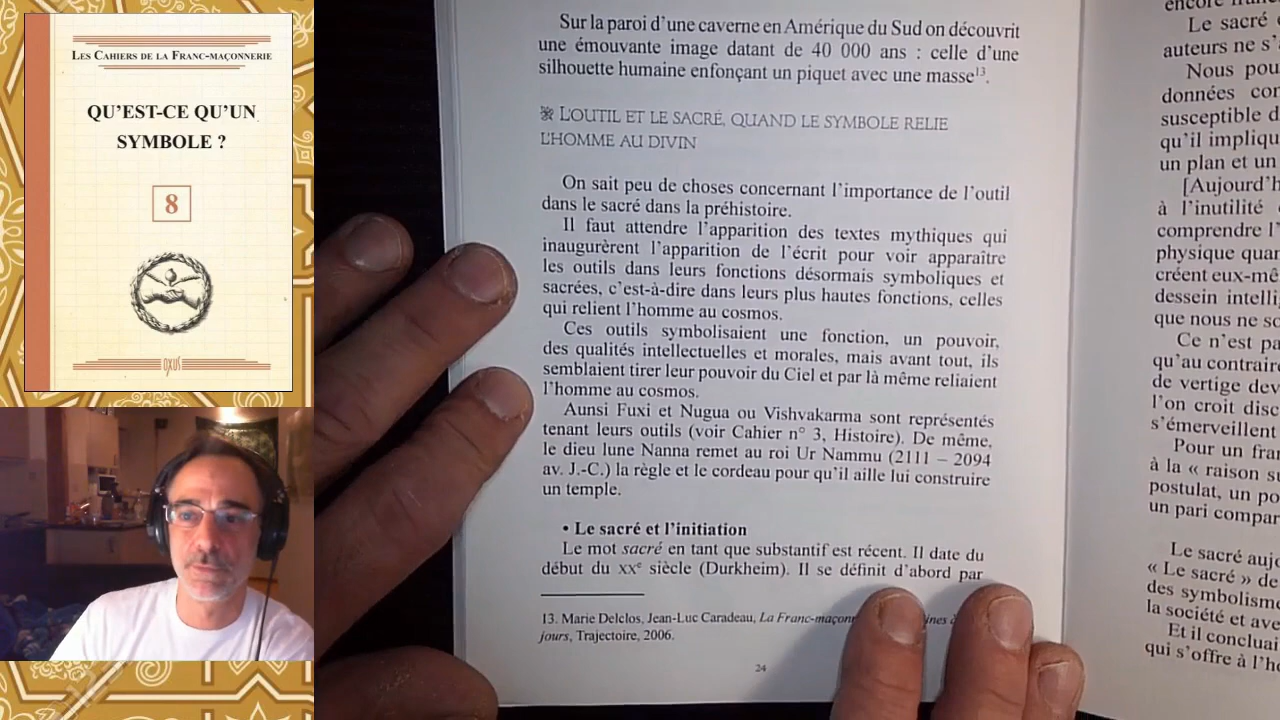 LES CAHIERS DE LA FRANC-MAÇONNERIE
QU'EST-CE QU'UN
SYMBOLE ?
8
OXUS
Sur la paroi d'une caverne en Amérique du Sud on découvrit
une émouvante image datant de 40 000 ans : celle d'une
silhouette humaine enfonçant un piquet avec une masse13.
L'OUTIL ET LE SACRÉ, QUAND LE SYMBOLE RELIE
L'HOMME AU DIVIN
On sait peu de choses concernant l'importance de l'outil
dans le sacré dans la préhistoire.
Il faut attendre l'apparition des textes mythiques qui
inaugurèrent l'apparition de l'écrit pour voir apparaître
les outils dans leurs fonctions désormais symboliques et
sacrées, c'est-à-dire dans leurs plus hautes fonctions, celles
qui relient l'homme au cosmos.
Ces outils symbolisaient une fonction, un pouvoir,
des qualités intellectuelles et morales, mais avant tout, ils
semblaient tirer leur pouvoir du Ciel et par là même reliaient
l'homme au cosmos.
Aunsi Fuxi et Nugua ou Vishvakarma sont représentés
tenant leurs outils (voir Cahier n° 3, Histoire). De même,
le dieu lune Nanna remet au roi Ur Nammu (2111 – 2094
av. J.-C.) la règle et le cordeau pour qu'il aille lui construire
un temple.
• Le sacré et l'initiation
Le mot sacré en tant que substantif est récent. Il date du
début du XXe siècle (Durkheim). Il se définit d'abord par
13. Marie Delclos, Jean-Luc Caradeau, La Franc-maçonn
jours, Trajectoire, 2006.
24
encore
Le sacré
auteurs ne s'
Nous pou
données con
susceptible d
qu'il impliqu
un plan et un
[Aujourd'h
à l'inutilité
comprendre l'
physique quan
créent eux-mê
dessein intelli
que nous ne so
Ce n'est pa
qu'au contraire
de vertige dev
l'on croit disc
s'émerveillent
Pour un fran
à la « raison su
postulat, un po
un pari compar
Le sacré aujo
« Le sacré » de
des symbolisme
la société et ave
Et il concluai
qui s'offre à l'ho